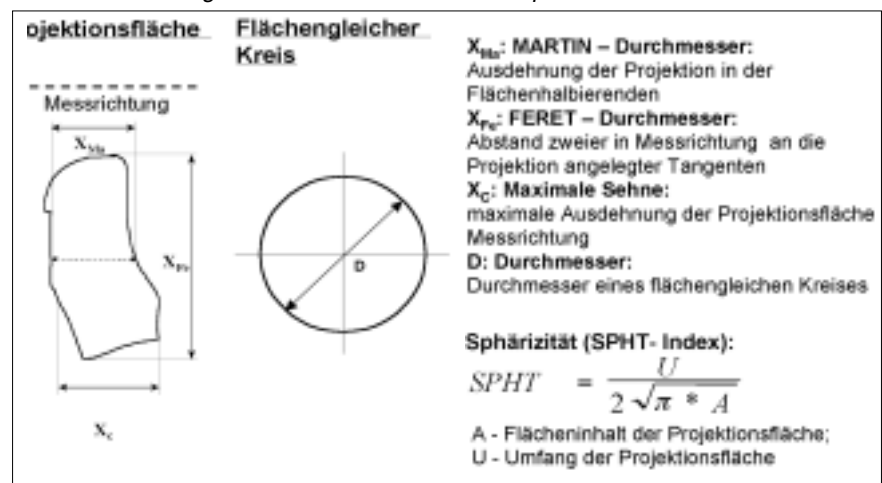 ojektionsfläche
Flächengleicher
Kreis
Messrichtung
X_Ma
X_Fe
X_c
D
X_Ma: MARTIN – Durchmesser:
Ausdehnung der Projektion in der
Flächenhalbierenden
X_Fe: FERET – Durchmesser:
Abstand zweier in Messrichtung an die
Projektion angelegter Tangenten
X_C: Maximale Sehne:
maximale Ausdehnung der Projektionsfläche
Messrichtung
D: Durchmesser:
Durchmesser eines flächengleichen Kreises
Sphärizität (SPHT- Index):
SPHT = U / 2 √π * A
A - Flächeninhalt der Projektionsfläche;
U - Umfang der Projektionsfläche